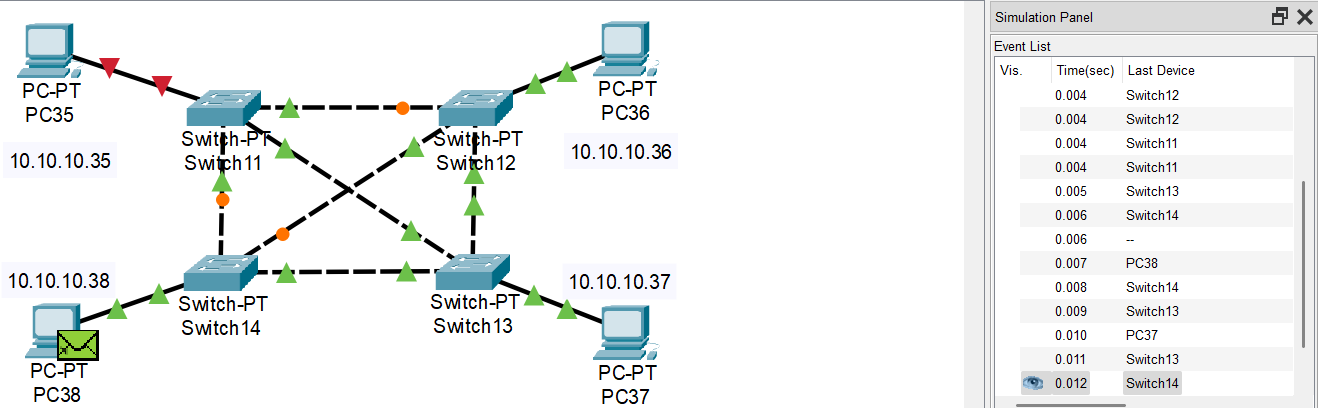 PC-PT
PC35
10.10.10.35
Switch-PT
Switch11
Switch-PT
Switch12
PC-PT
PC36
10.10.10.36
10.10.10.38
PC-PT
PC38
Switch-PT
Switch14
Switch-PT
Switch13
10.10.10.37
PC-PT
PC37
Simulation Panel
Event List
Vis. Time(sec) Last Device
0.004 Switch12
0.004 Switch12
0.004 Switch11
0.004 Switch11
0.005 Switch13
0.006 Switch14
0.006 --
0.007 PC38
0.008 Switch14
0.009 Switch13
0.010 PC37
0.011 Switch13
0.012 Switch14